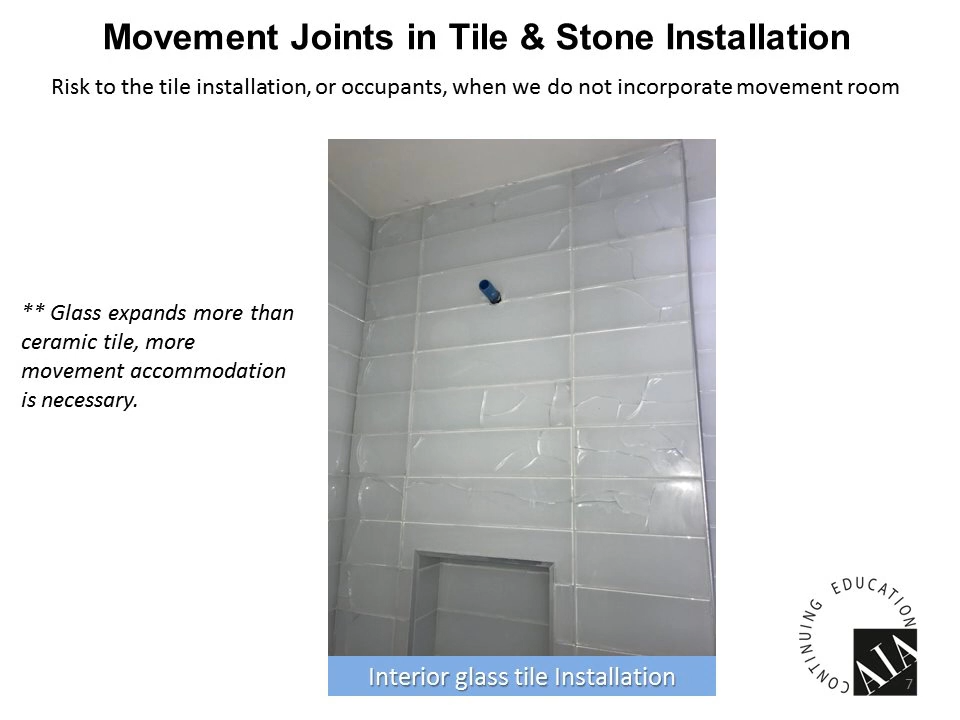 Movement Joints in Tile & Stone Installation
Risk to the tile installation, or occupants, when we do not incorporate movement room
** Glass expands more than
ceramic tile, more
movement accommodation
is necessary.
Interior glass tile Installation
CONTINUING EDUCATION
AIA
7